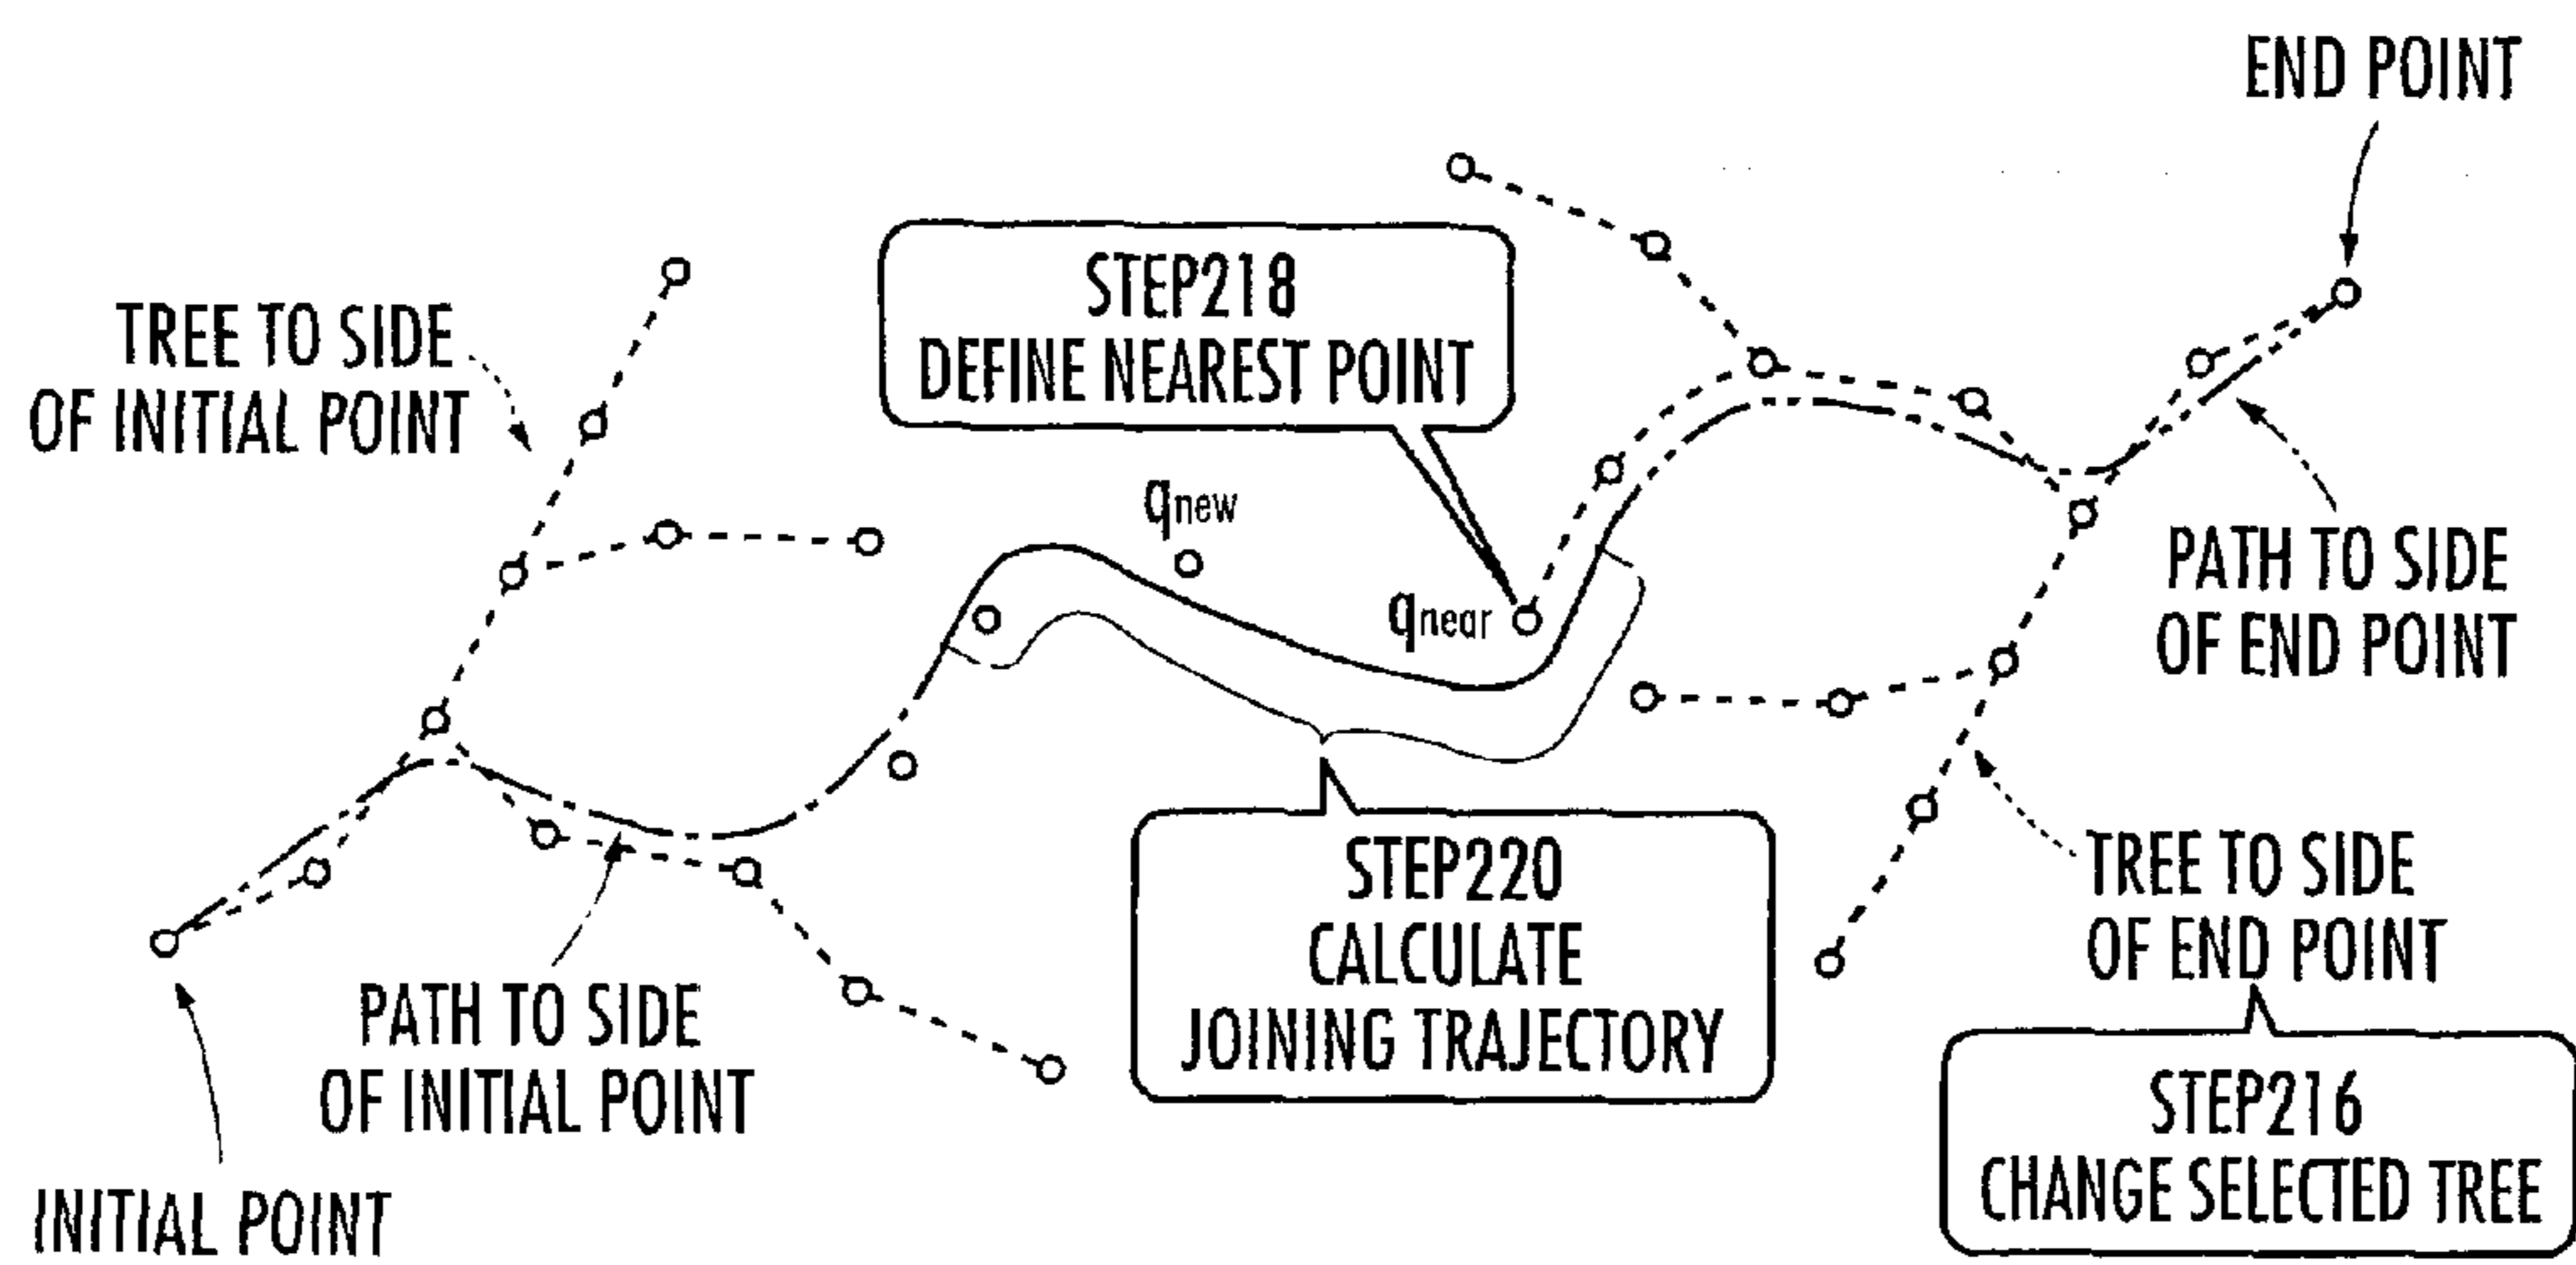 END POINT
STEP218
DEFINE NEAREST POINT
TREE TO SIDE
OF INITIAL POINT
qnew
qnear
PATH TO SIDE
OF END POINT
STEP220
CALCULATE
JOINING TRAJECTORY
TREE TO SIDE
OF END POINT
PATH TO SIDE
OF INITIAL POINT
STEP216
CHANGE SELECTED TREE
INITIAL POINT